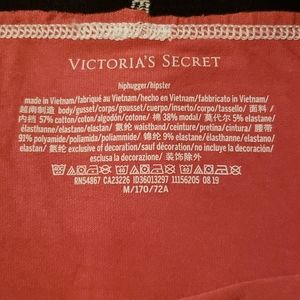 VICTORIA'S SECRET
hiphugger/hipster
made in Vietnam/fabriqué au Vietnam/hecho en Vietnam/fabbricato in Vietnam/
越南制造 body/gusset/corps/gousset/cuerpo/inserto/corpo/tassello/ 面料/
内挡 57% cotton/coton/algodón/cotone/ 棉 38% modal/ 莫代尔 5% elastane/
élasthanne/elastano/elastan/ 氨纶 waistband/ceinture/pretina/cintura/ 腰带
91% polyamide/poliamida/poliammide/ 锦纶 9% elastane/élasthanne/elastano/
elastan/ 氨纶 exclusive of decoration/sauf décoration/no incluye decoración/
decorazione esclusa/ 装饰除外
RN54867 CA23226 ID36013297 11156205 08 19
M/170/72A